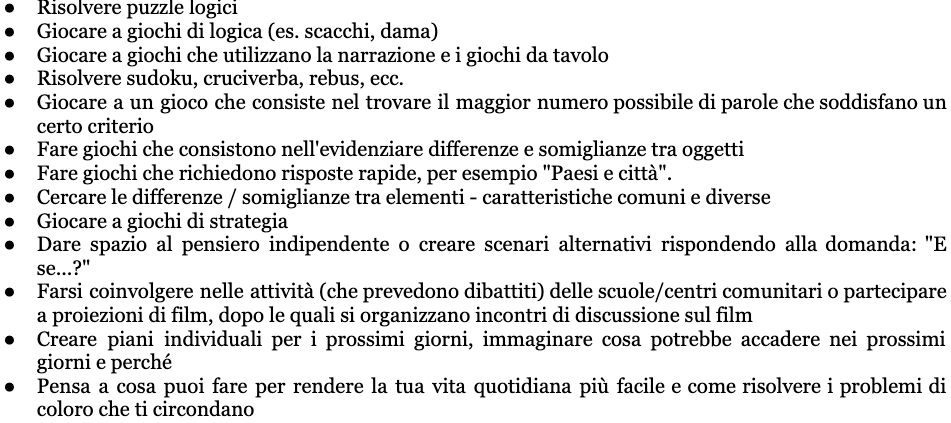 ● Risolvere puzzle logici
● Giocare a giochi di logica (es. scacchi, dama)
● Giocare a giochi che utilizzano la narrazione e i giochi da tavolo
● Risolvere sudoku, cruciverba, rebus, ecc.
● Giocare a un gioco che consiste nel trovare il maggior numero possibile di parole che soddisfano un
certo criterio
● Fare giochi che consistono nell'evidenziare differenze e somiglianze tra oggetti
● Fare giochi che richiedono risposte rapide, per esempio "Paesi e città".
● Cercare le differenze / somiglianze tra elementi - caratteristiche comuni e diverse
● Giocare a giochi di strategia
● Dare spazio al pensiero indipendente o creare scenari alternativi rispondendo alla domanda: "E
se...?"
● Farsi coinvolgere nelle attività (che prevedono dibattiti) delle scuole/centri comunitari o partecipare
a proiezioni di film, dopo le quali si organizzano incontri di discussione sul film
● Creare piani individuali per i prossimi giorni, immaginare cosa potrebbe accadere nei prossimi
giorni e perché
● Pensa a cosa puoi fare per rendere la tua vita quotidiana più facile e come risolvere i problemi di
coloro che ti circondano